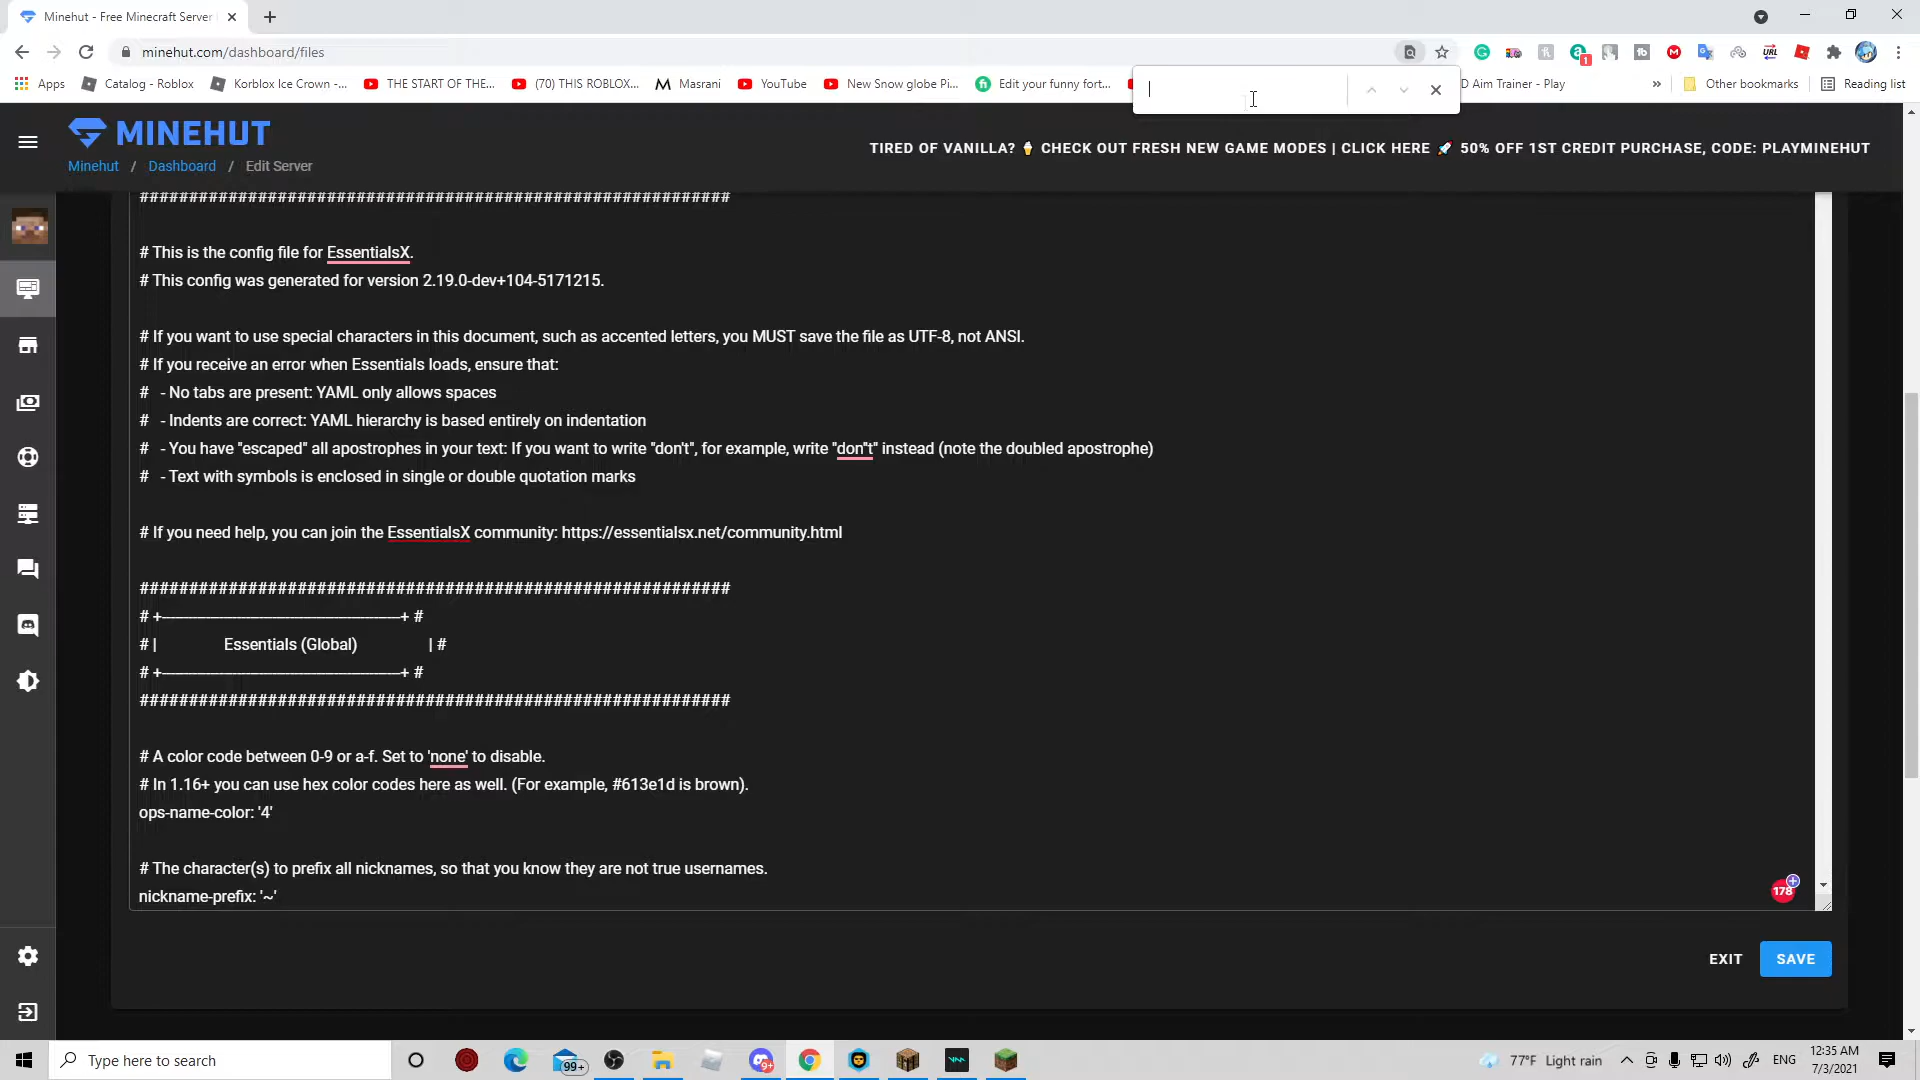 Minehut - Free Minecraft Server
minehut.com/dashboard/files
Apps
Catalog - Roblox
Korblox Ice Crown -...
THE START OF THE...
(70) THIS ROBLOX...
Masrani
YouTube
New Snow globe Pi...
Edit your funny fort...
D Aim Trainer - Play
»
Other bookmarks
Reading list
MINEHUT
Minehut / Dashboard / Edit Server
TIRED OF VANILLA? 🍦 CHECK OUT FRESH NEW GAME MODES | CLICK HERE 🚀 50% OFF 1ST CREDIT PURCHASE, CODE: PLAYMINEHUT
############################################################
# This is the config file for EssentialsX.
# This config was generated for version 2.19.0-dev+104-5171215.
# If you want to use special characters in this document, such as accented letters, you MUST save the file as UTF-8, not ANSI.
# If you receive an error when Essentials loads, ensure that:
#   - No tabs are present: YAML only allows spaces
#   - Indents are correct: YAML hierarchy is based entirely on indentation
#   - You have "escaped" all apostrophes in your text: If you want to write "don't", for example, write "don''t" instead (note the doubled apostrophe)
#   - Text with symbols is enclosed in single or double quotation marks
# If you need help, you can join the EssentialsX community: https://essentialsx.net/community.html
############################################################
# +------------------------------------------------------+ #
# |                Essentials (Global)                | #
# +------------------------------------------------------+ #
############################################################
# A color code between 0-9 or a-f. Set to 'none' to disable.
# In 1.16+ you can use hex color codes here as well. (For example, #613e1d is brown).
ops-name-color: '4'
# The character(s) to prefix all nicknames, so that you know they are not true usernames.
nickname-prefix: '~'
178
EXIT
SAVE
Type here to search
99+
9+
77°F Light rain
ENG
12:35 AM
7/3/2021